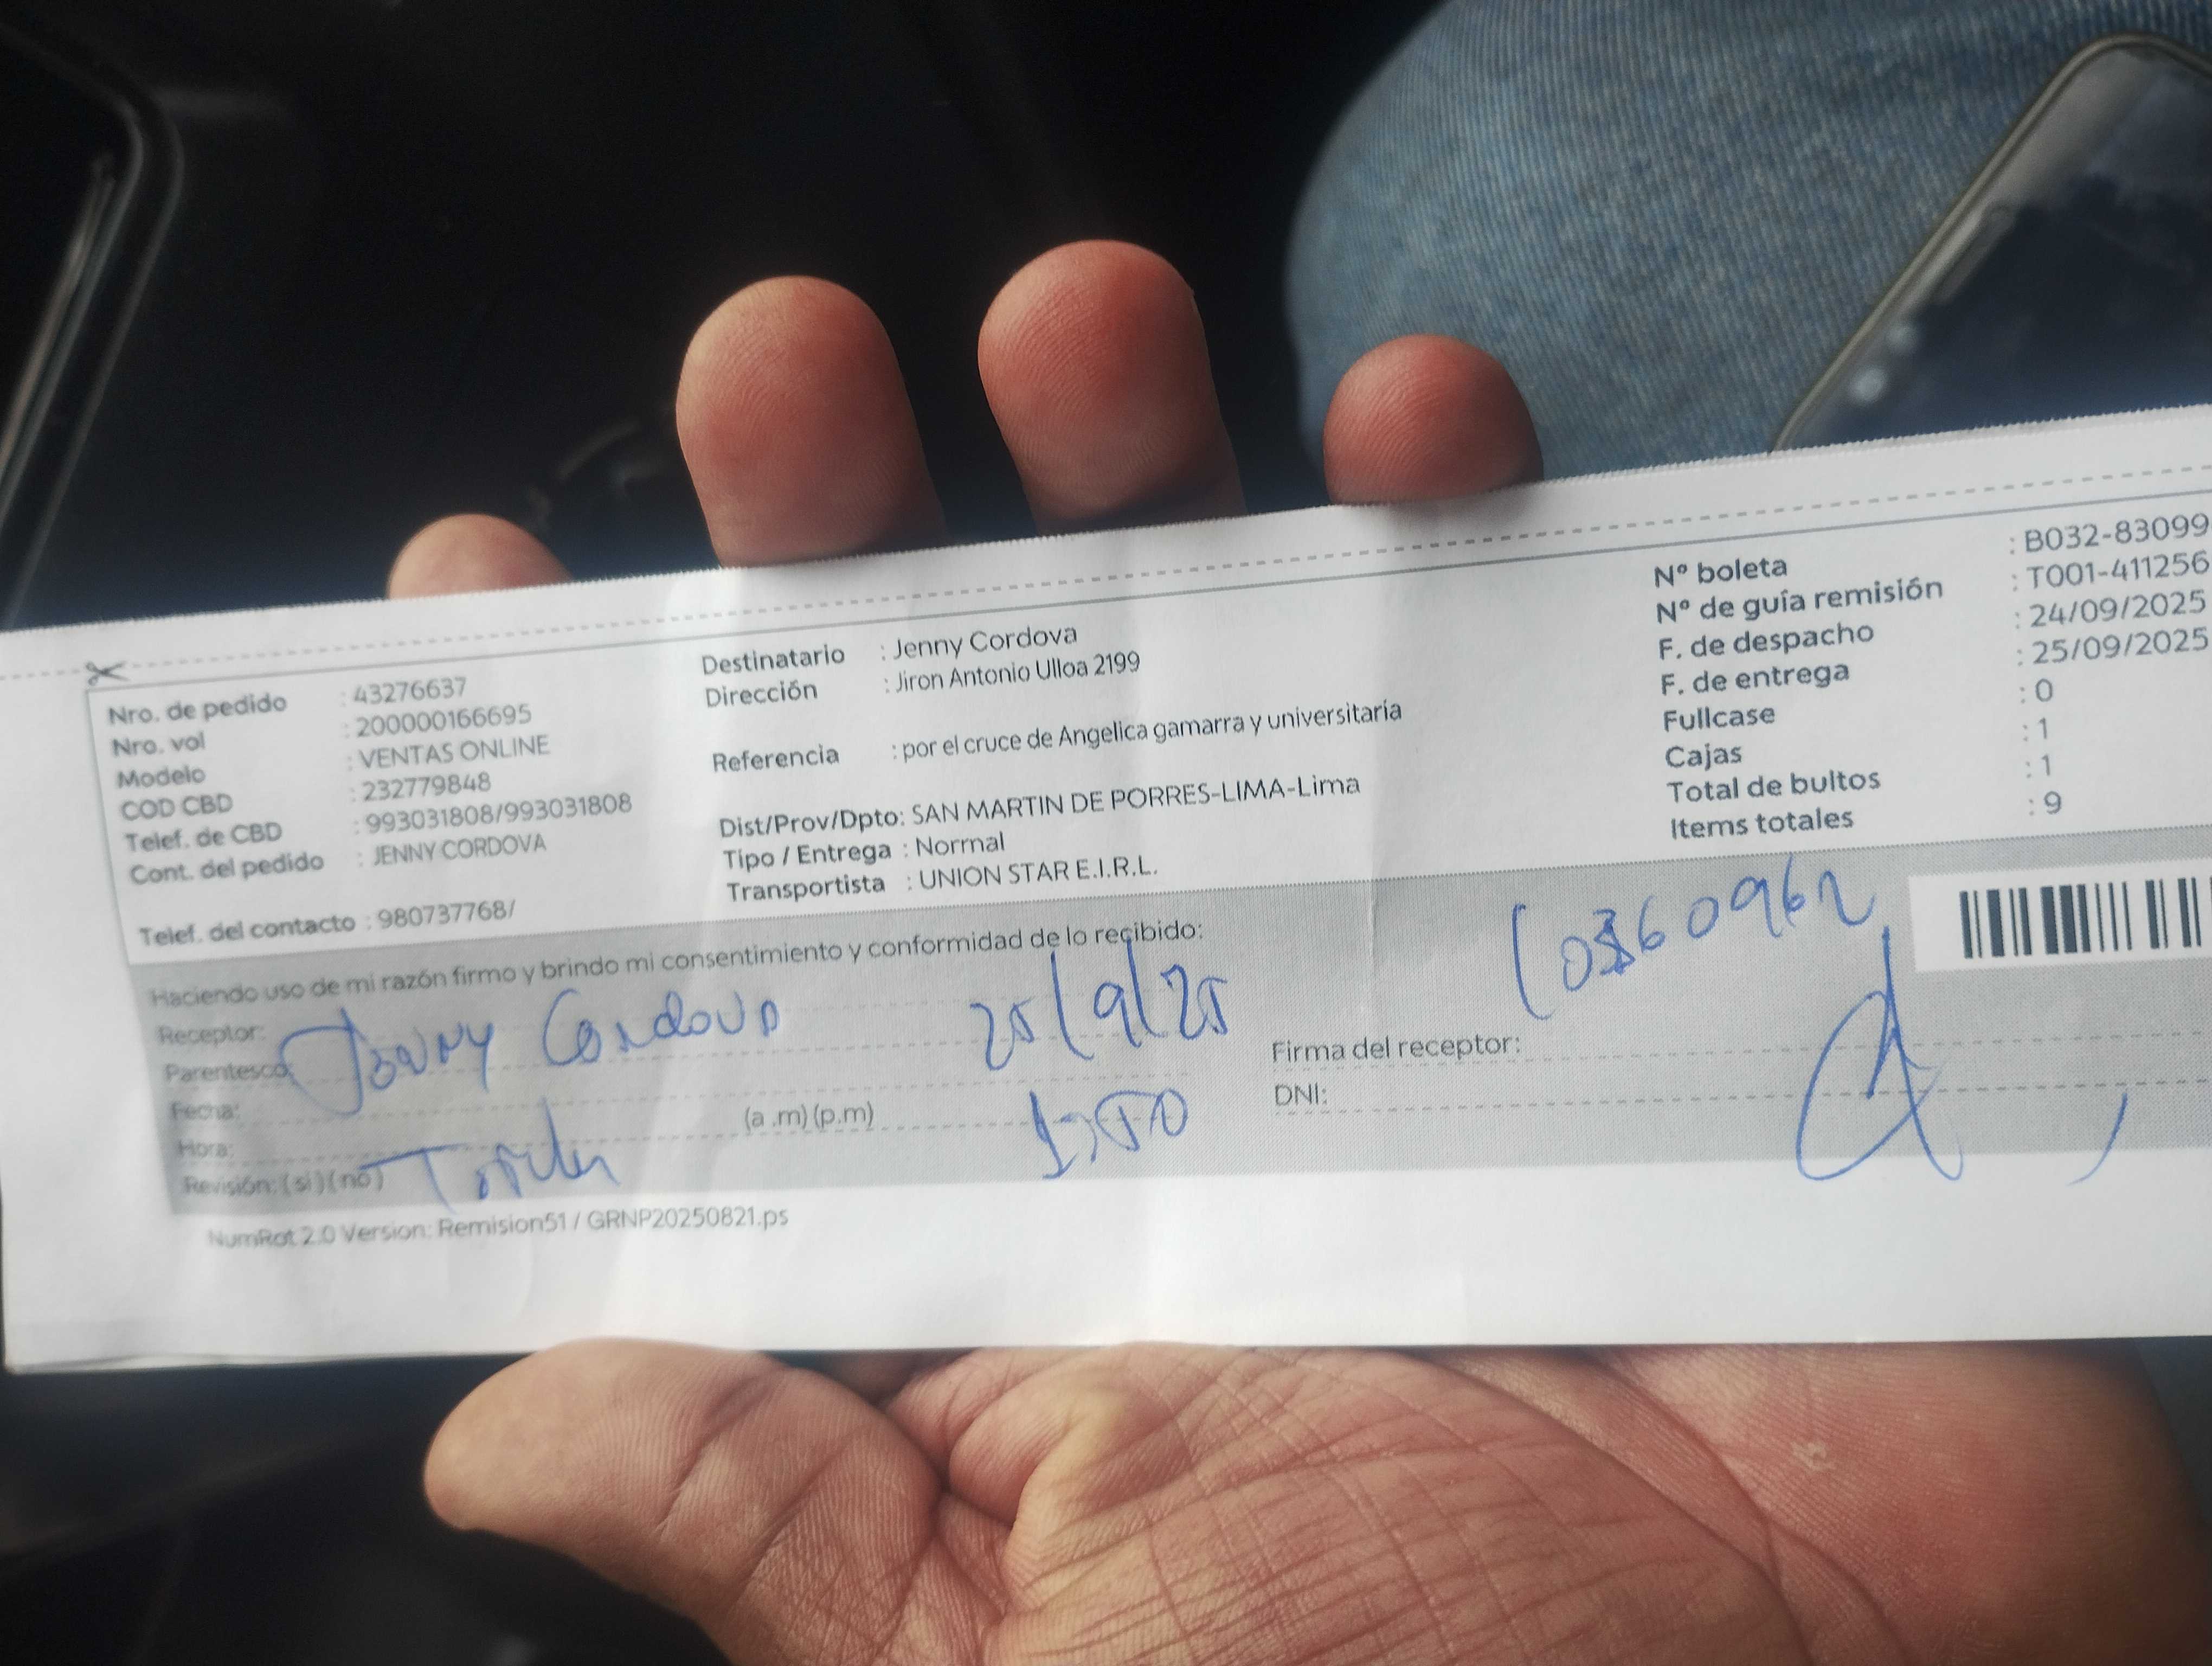 Nro. de pedido : 43276637
Nro. vol : 200000166695
Modelo : VENTAS ONLINE
COD CBD : 232779848
Telef. de CBD : 993031808/993031808
Cont. del pedido : JENNY CORDOVA
Telef. del contacto : 980737768/
Destinatario : Jenny Cordova
Dirección : Jiron Antonio Ulloa 2199
Referencia : por el cruce de Angelica gamarra y universitaria
Dist/Prov/Dpto: SAN MARTIN DE PORRES-LIMA-Lima
Tipo / Entrega : Normal
Transportista : UNION STAR E.I.R.L.
Nº boleta : B032-83099
Nº de guía remisión : T001-411256
F. de despacho : 24/09/2025
F. de entrega : 25/09/2025
Fullcase : 0
Cajas : 1
Total de bultos : 1
Items totales : 9
Haciendo uso de mi razón firmo y brindo mi consentimiento y conformidad de lo recibido:
Receptor: Jenny Cordova 25/9/25
Parentesco:
Fecha:
Hora: (a .m) (p.m)
Revisión: (si) (no)
Firma del receptor:
DNI:
NumRot 2.0 Version: Remision51 / GRNP20250821.ps